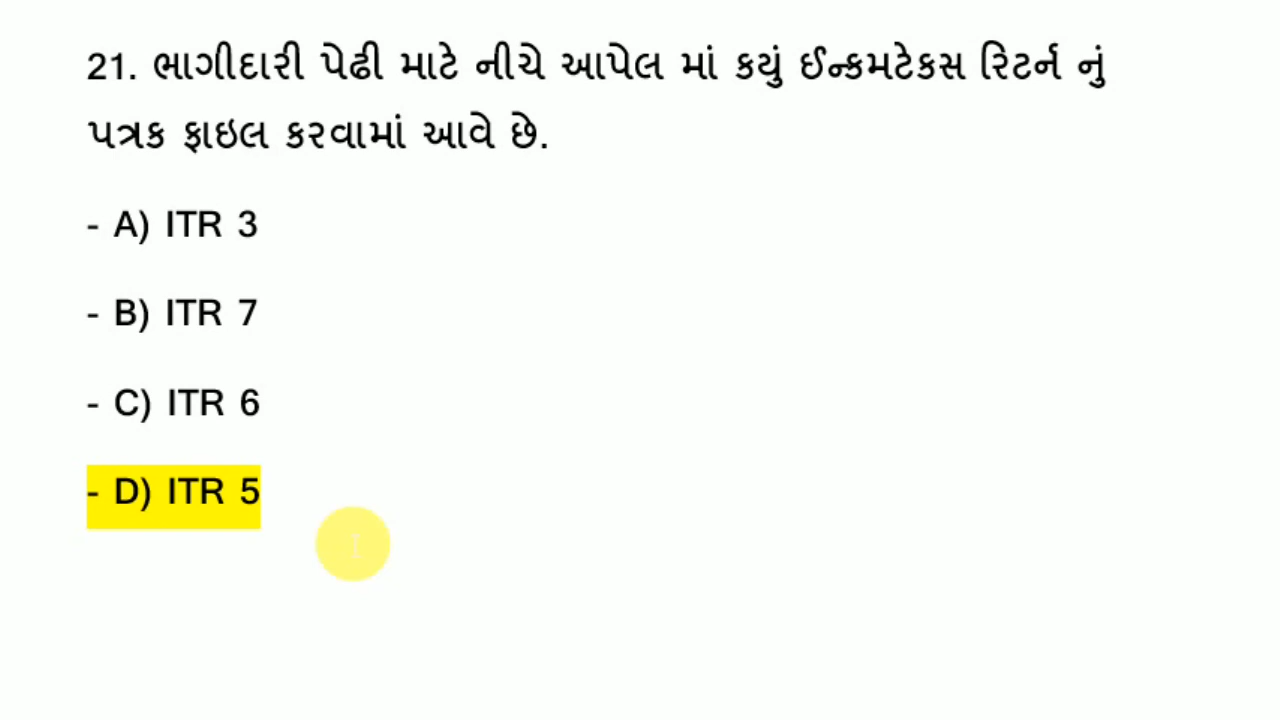 21. ભાગીદારી પેઢી માટે નીચે આપેલ માં કયું ઈન્કમટેકસ રિટર્ન નું
પત્રક ફાઇલ કરવામાં આવે છે.
- A) ITR 3
- B) ITR 7
- C) ITR 6
- D) ITR 5